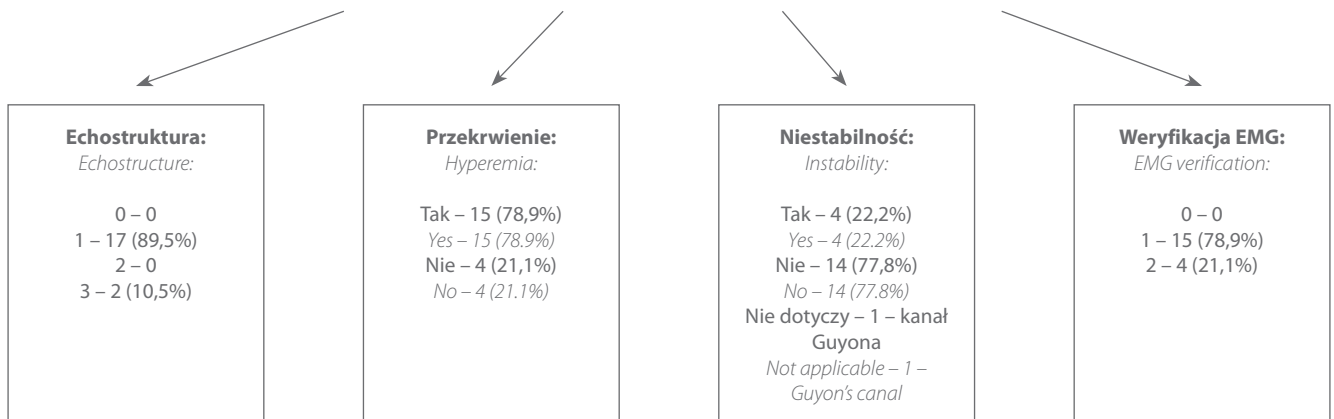 Echostruktura:
Echostructure:
0 – 0
1 – 17 (89,5%)
2 – 0
3 – 2 (10,5%)
Przekrwienie:
Hyperemia:
Tak – 15 (78,9%)
Yes – 15 (78.9%)
Nie – 4 (21,1%)
No – 4 (21.1%)
Niestabilność:
Instability:
Tak – 4 (22,2%)
Yes – 4 (22.2%)
Nie – 14 (77,8%)
No – 14 (77.8%)
Nie dotyczy – 1 – kanał
Guyona
Not applicable – 1 –
Guyon's canal
Weryfikacja EMG:
EMG verification:
0 – 0
1 – 15 (78,9%)
2 – 4 (21,1%)